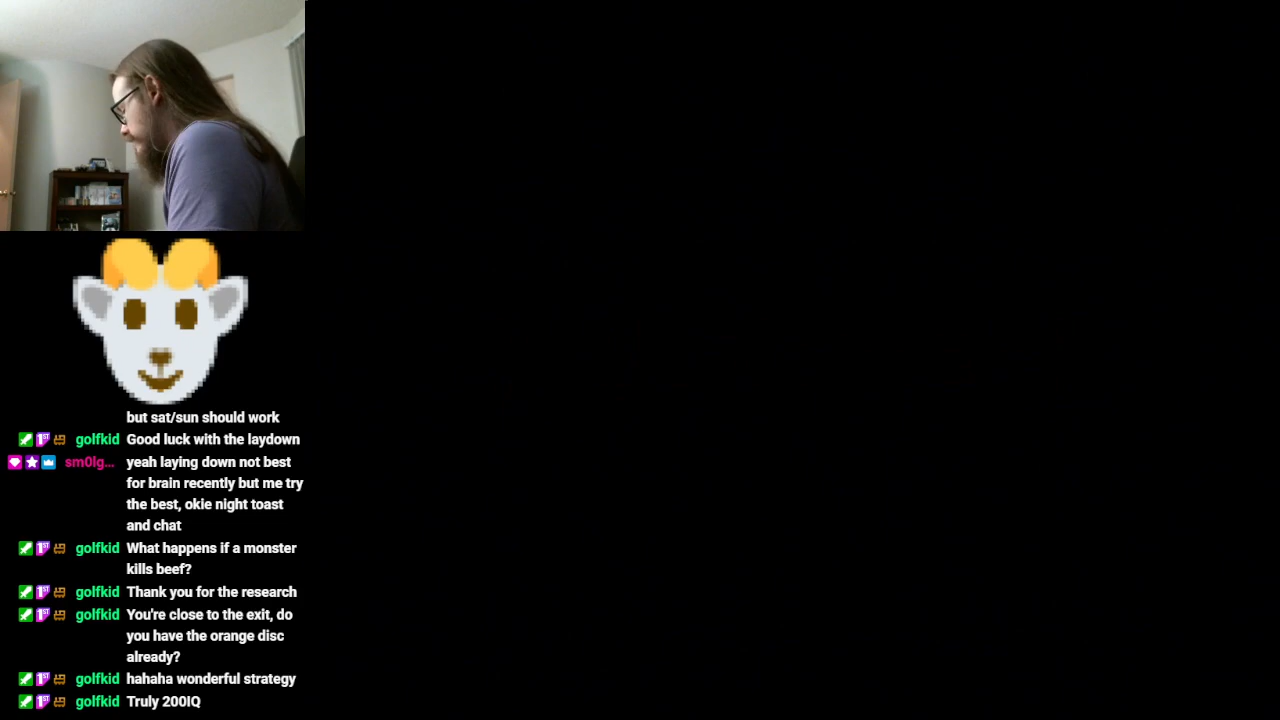 but sat/sun should work
golfkid Good luck with the laydown
sm0lg... yeah laying down not best
for brain recently but me try
the best, okie night toast
and chat
golfkid What happens if a monster
kills beef?
golfkid Thank you for the research
golfkid You're close to the exit, do
you have the orange disc
already?
golfkid hahaha wonderful strategy
golfkid Truly 200IQ